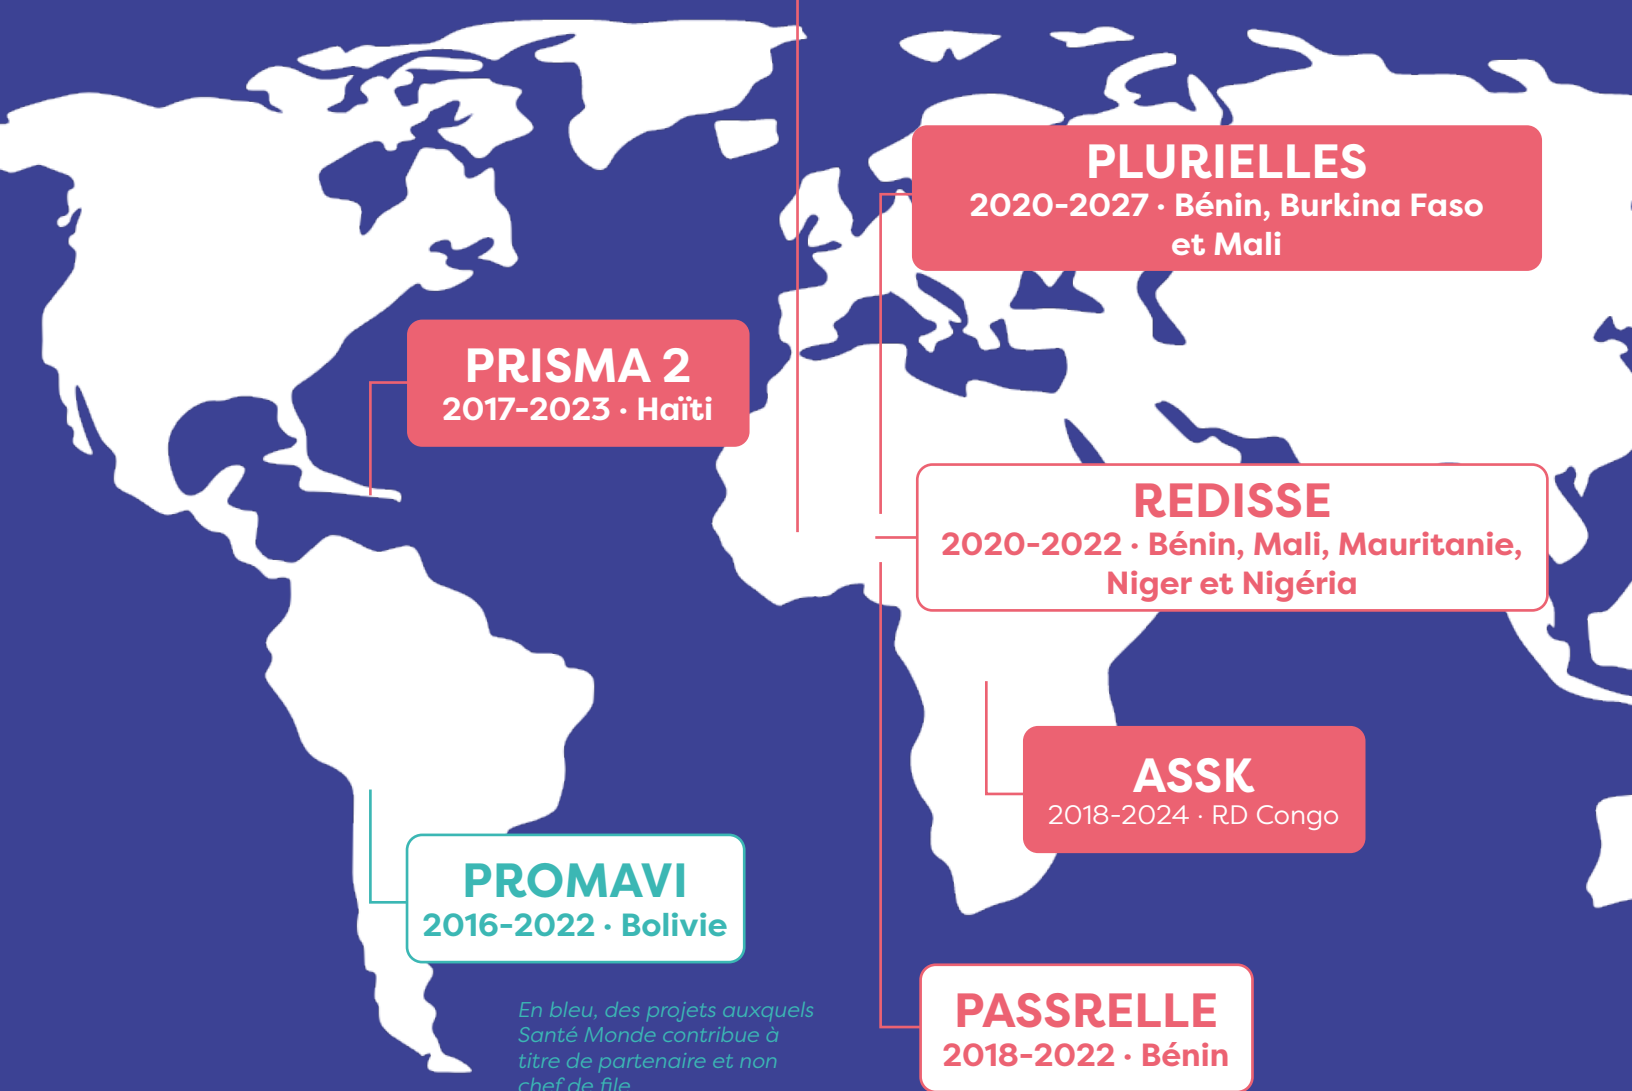 PLURIELLES
2020-2027 · Bénin, Burkina Faso
et Mali
PRISMA 2
2017-2023 · Haïti
REDISSE
2020-2022 · Bénin, Mali, Mauritanie,
Niger et Nigéria
ASSK
2018-2024 · RD Congo
PROMAVI
2016-2022 · Bolivie
PASSRELLE
2018-2022 · Bénin
En bleu, des projets auxquels
Santé Monde contribue à
titre de partenaire et non
chef de file